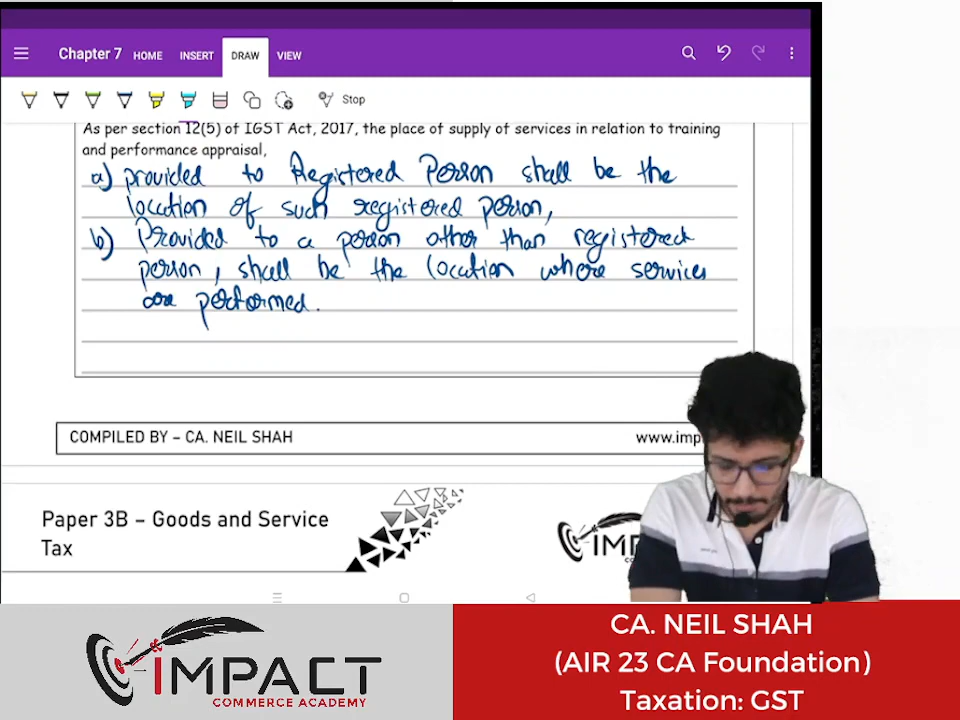 Chapter 7 HOME INSERT DRAW VIEW
Stop
As per section 12(5) of IGST Act, 2017, the place of supply of services in relation to training
and performance appraisal,
a) provided to Registered Person shall be the
location of such registered person,
b) Provided to a person other than registered
person, shall be the location where services
are performed.
COMPILED BY – CA. NEIL SHAH
www.imp
Paper 3B – Goods and Service
Tax
IM
IMPACT
COMMERCE ACADEMY
CA. NEIL SHAH
(AIR 23 CA Foundation)
Taxation: GST